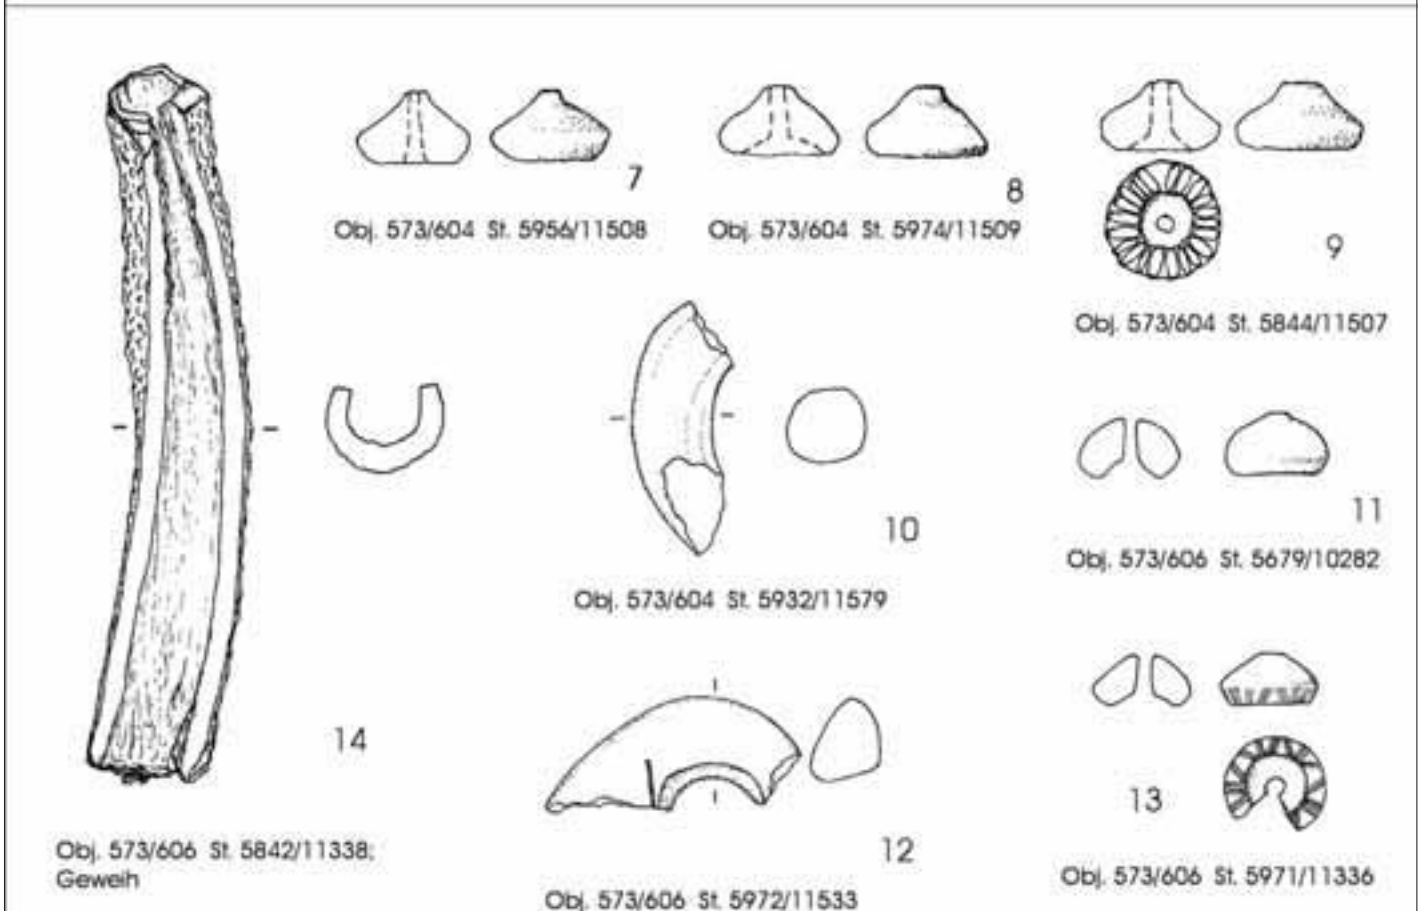 7
Obj. 573/604 St. 5956/11508
8
Obj. 573/604 St. 5974/11509
9
Obj. 573/604 St. 5844/11507
10
Obj. 573/604 St. 5932/11579
11
Obj. 573/606 St. 5679/10282
14
Obj. 573/606 St. 5842/11338;
Geweih
12
Obj. 573/606 St. 5972/11533
13
Obj. 573/606 St. 5971/11336